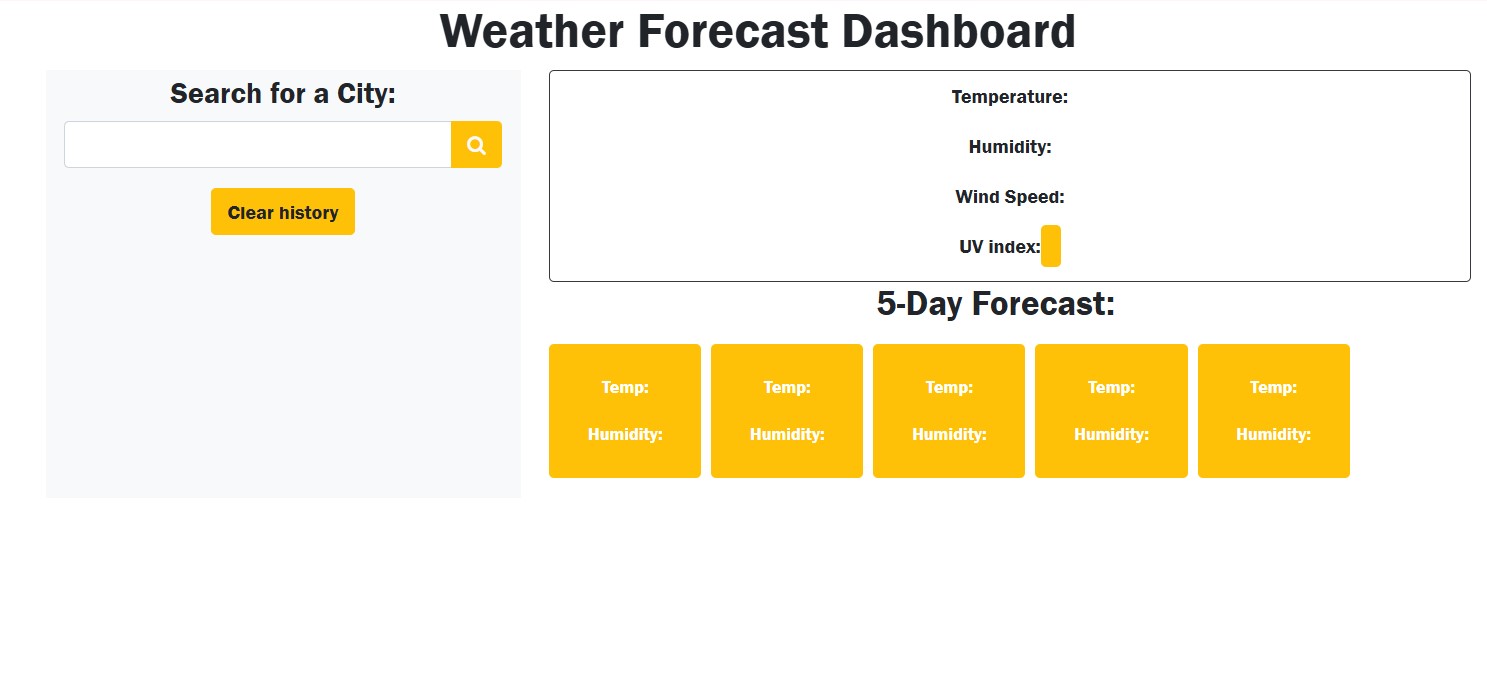 Weather Forecast Dashboard
Search for a City:
Clear history
Temperature:
Humidity:
Wind Speed:
UV index:
5-Day Forecast:
Temp:
Humidity:
Temp:
Humidity:
Temp:
Humidity:
Temp:
Humidity:
Temp:
Humidity: